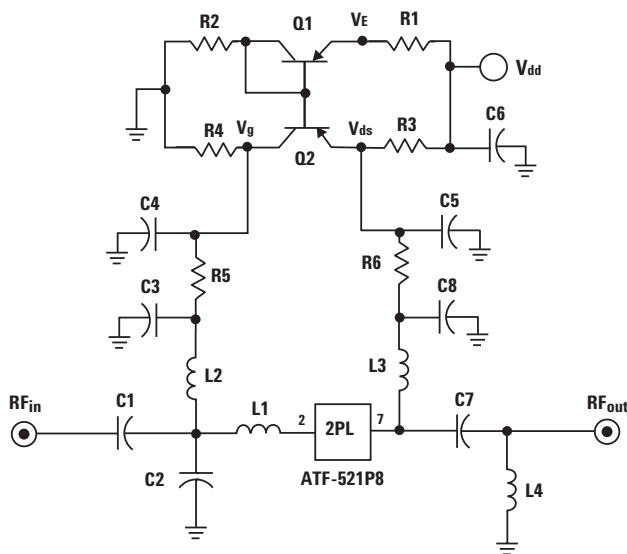 R2
Q1
VE
R1
Vdd
R4
Vg
Q2
Vds
R3
C6
C4
C5
R5
R6
C3
C8
L2
L3
RFin
C1
L1
2
2PL
7
C7
RFout
C2
ATF-521P8
L4